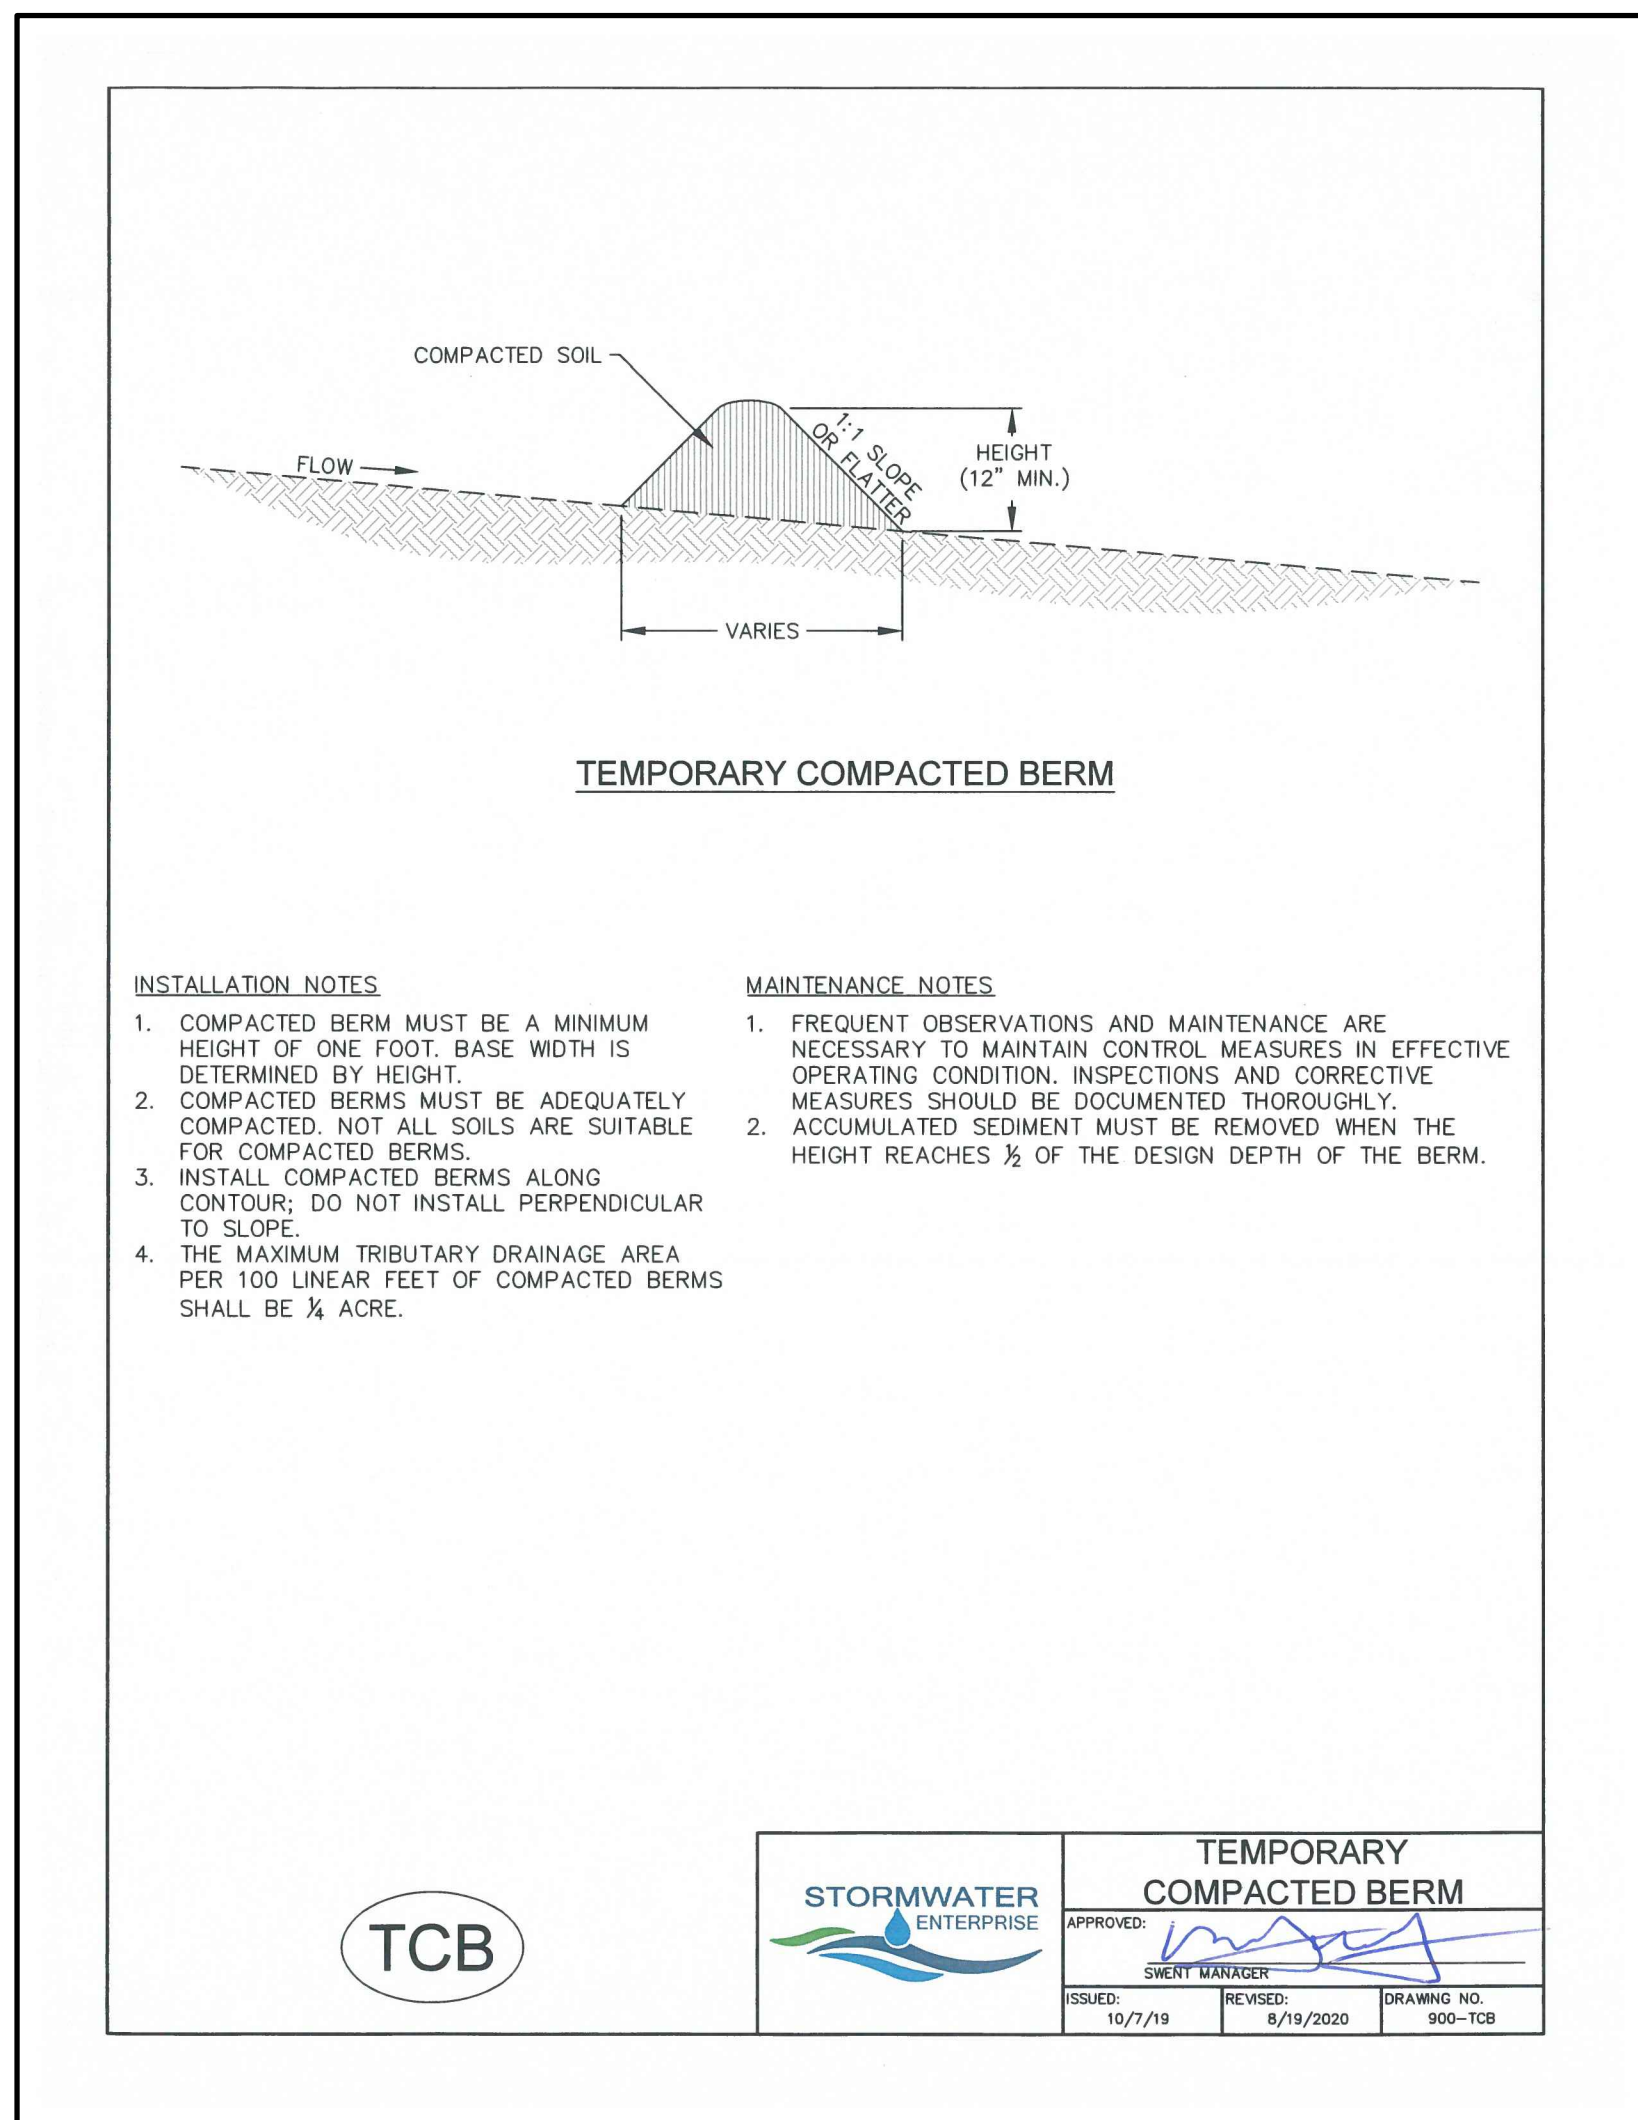 COMPACTED SOIL
1:1 SLOPE
OR FLATTER
HEIGHT
(12" MIN.)
FLOW
VARIES
TEMPORARY COMPACTED BERM
INSTALLATION NOTES
1. COMPACTED BERM MUST BE A MINIMUM
HEIGHT OF ONE FOOT. BASE WIDTH IS
DETERMINED BY HEIGHT.
2. COMPACTED BERMS MUST BE ADEQUATELY
COMPACTED. NOT ALL SOILS ARE SUITABLE
FOR COMPACTED BERMS.
3. INSTALL COMPACTED BERMS ALONG
CONTOUR; DO NOT INSTALL PERPENDICULAR
TO SLOPE.
4. THE MAXIMUM TRIBUTARY DRAINAGE AREA
PER 100 LINEAR FEET OF COMPACTED BERMS
SHALL BE ¼ ACRE.
MAINTENANCE NOTES
1. FREQUENT OBSERVATIONS AND MAINTENANCE ARE
NECESSARY TO MAINTAIN CONTROL MEASURES IN EFFECTIVE
OPERATING CONDITION. INSPECTIONS AND CORRECTIVE
MEASURES SHOULD BE DOCUMENTED THOROUGHLY.
2. ACCUMULATED SEDIMENT MUST BE REMOVED WHEN THE
HEIGHT REACHES ½ OF THE DESIGN DEPTH OF THE BERM.
TCB
STORMWATER
ENTERPRISE
TEMPORARY
COMPACTED BERM
APPROVED:
SWENT MANAGER
ISSUED:
10/7/19
REVISED:
8/19/2020
DRAWING NO.
900-TCB